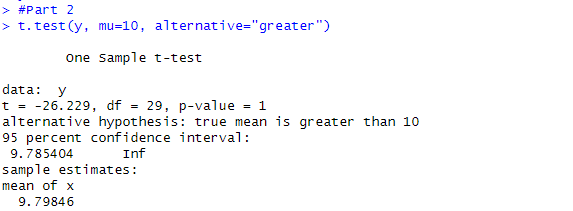 > #Part 2
> t.test(y, mu=10, alternative="greater")
One Sample t-test
data:  y
t = -26.229, df = 29, p-value = 1
alternative hypothesis: true mean is greater than 10
95 percent confidence interval:
 9.785404      Inf
sample estimates:
mean of x
  9.79846